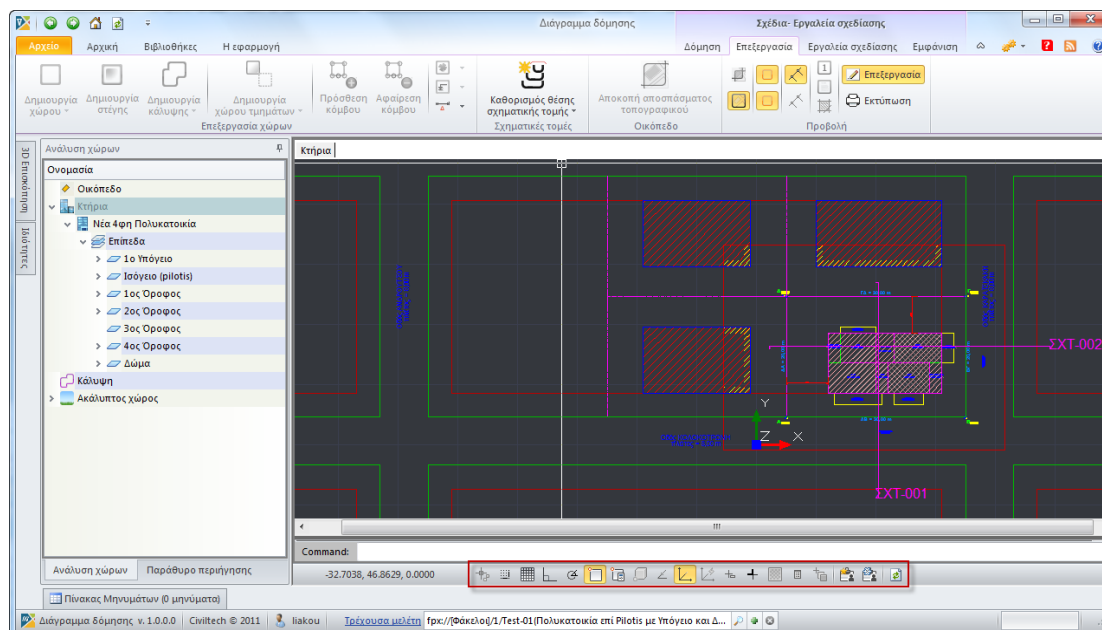 Διάγραμμα δόμησης
Σχέδια- Εργαλεία σχεδίασης
Αρχείο Αρχική Βιβλιοθήκες Η εφαρμογή Δόμηση Επεξεργασία Εργαλεία σχεδίασης Εμφάνιση
Δημιουργία χώρου
Δημιουργία στέγης
Δημιουργία κάλυψης
Δημιουργία χώρου τμημάτων
Επεξεργασία χώρων
Πρόσθεση κόμβου
Αφαίρεση κόμβου
Καθορισμός θέσης σχηματικής τομής
Σχηματικές τομές
Αποκοπή αποσπάσματος τοπογραφικού
Οικόπεδο
1
Επεξεργασία
Εκτύπωση
Προβολή
3D Επισκόπηση
Ιδιότητες
Ανάλυση χώρων
Ονομασία
Οικόπεδο
Κτήρια
Νέα 4φη Πολυκατοικία
Επίπεδα
1ο Υπόγειο
Ισόγειο (pilotis)
1ος Όροφος
2ος Όροφος
3ος Όροφος
4ος Όροφος
Δώμα
Κάλυψη
Ακάλυπτος χώρος
Ανάλυση χώρων Παράθυρο περιήγησης
Κτήρια
ΣΧΤ-002
Y
Z X
ΣΧΤ-001
Command:
-32.7038, 46.8629, 0.0000
Πίνακας Μηνυμάτων (0 μηνύματα)
Διάγραμμα δόμησης v. 1.0.0.0 Civiltech © 2011 liakou Τρέχουσα μελέτη fpx://[Φάκελοι]/1/Test-01(Πολυκατοικία επί Pilotis με Υπόγειο και Δ...